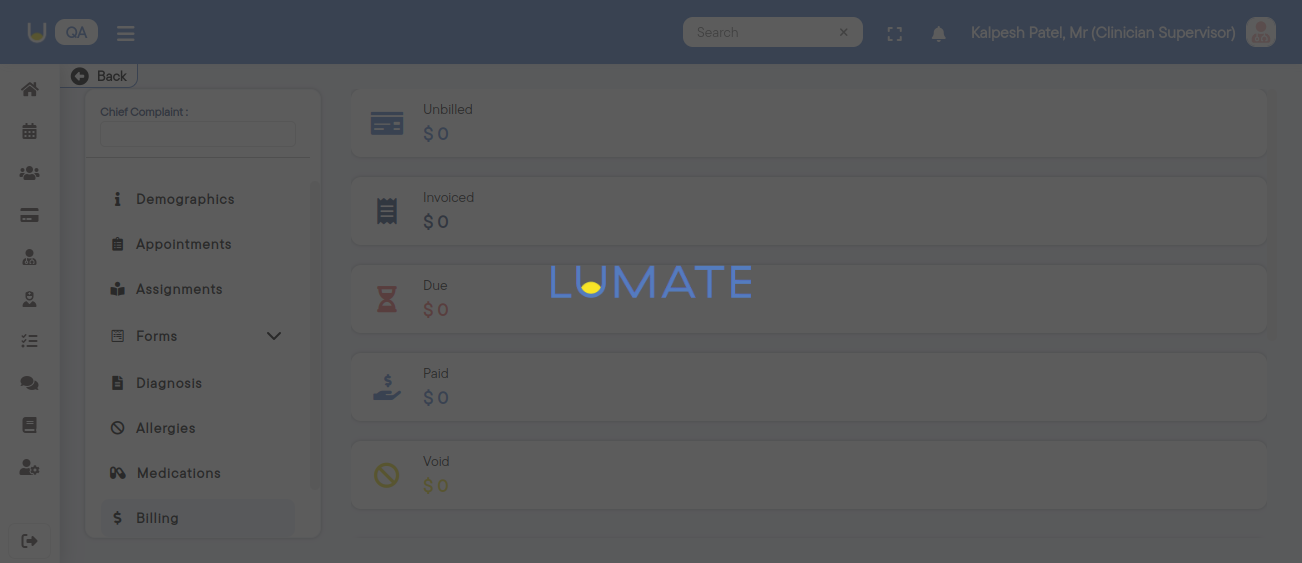 QA
Search
Kalpesh Patel, Mr (Clinician Supervisor)
Back
Chief Complaint :
Demographics
Appointments
Assignments
Forms
Diagnosis
Allergies
Medications
Billing
Unbilled
$ 0
Invoiced
$ 0
Due
$ 0
Paid
$ 0
Void
$ 0
LUMATE